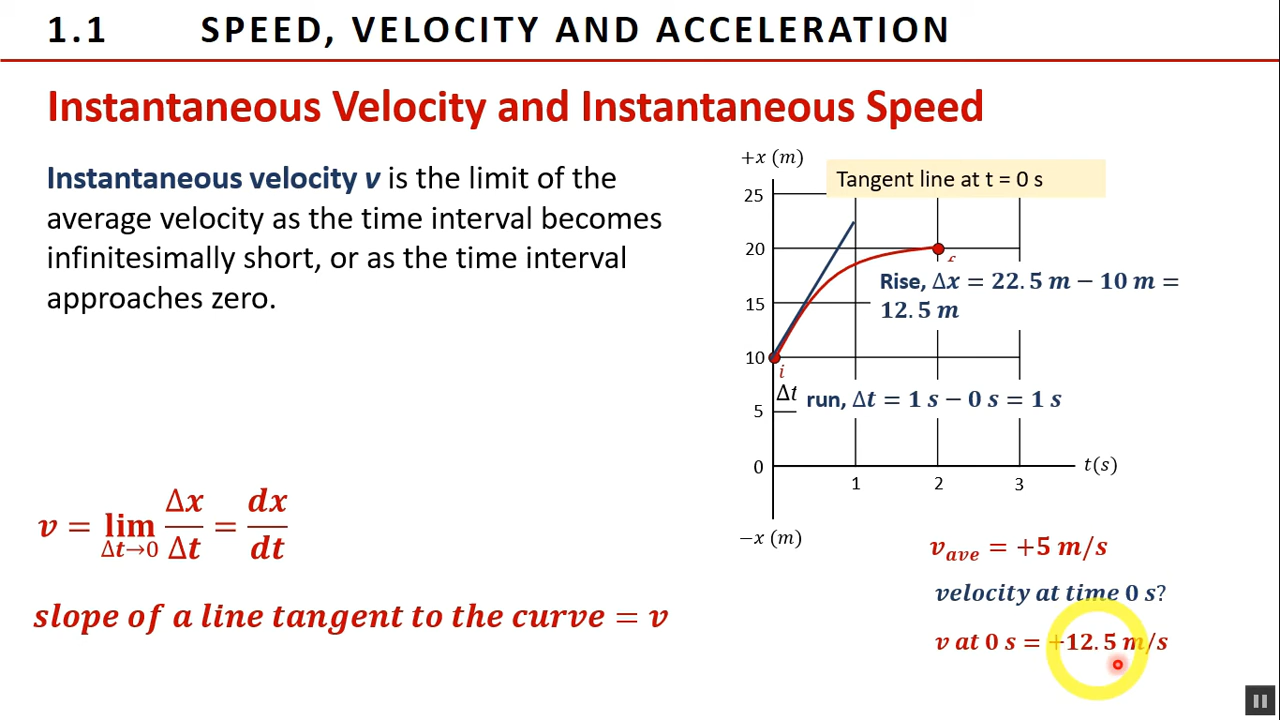 1.1 SPEED, VELOCITY AND ACCELERATION
Instantaneous Velocity and Instantaneous Speed
Instantaneous velocity v is the limit of the
average velocity as the time interval becomes
infinitesimally short, or as the time interval
approaches zero.
v = lim Δt→0 Δx/Δt = dx/dt
slope of a line tangent to the curve = v
+x (m)
Tangent line at t = 0 s
25
20
Rise, Δx = 22.5 m − 10 m =
12.5 m
15
10
i
Δt run, Δt = 1 s − 0 s = 1 s
5
0
t(s)
1 2 3
−x (m)
v_ave = +5 m/s
velocity at time 0 s?
v at 0 s = +12.5 m/s